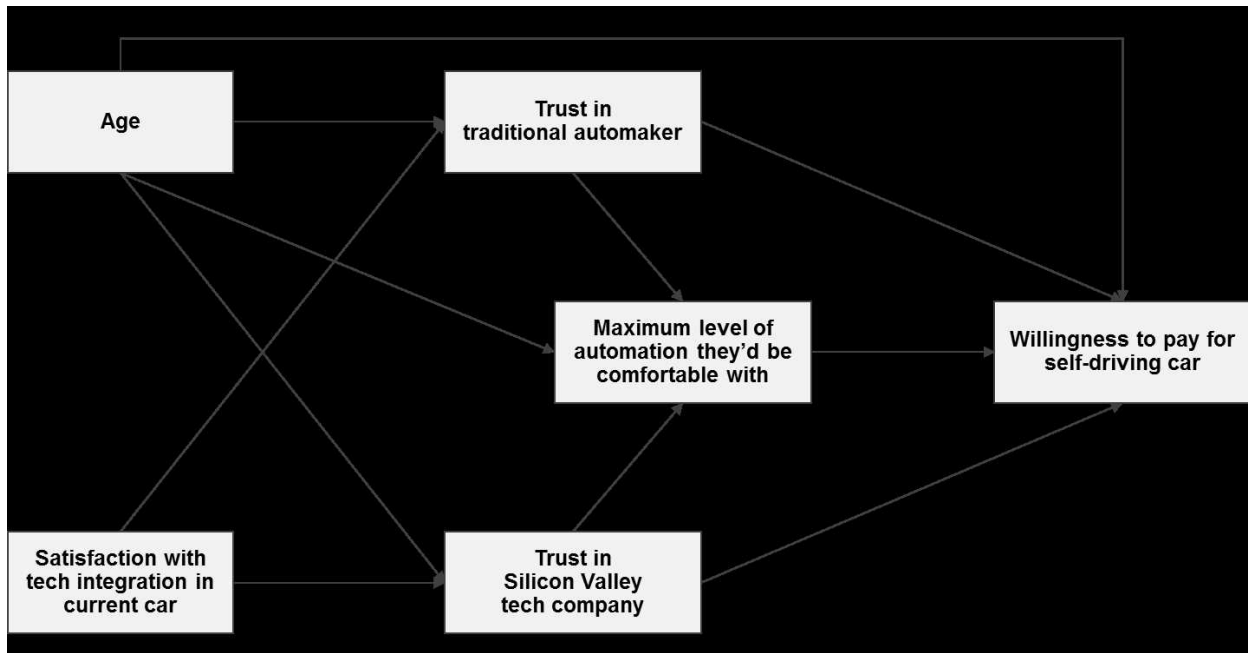 Age
Trust in
traditional automaker
Maximum level of
automation they’d be
comfortable with
Willingness to pay for
self-driving car
Satisfaction with
tech integration in
current car
Trust in
Silicon Valley
tech company